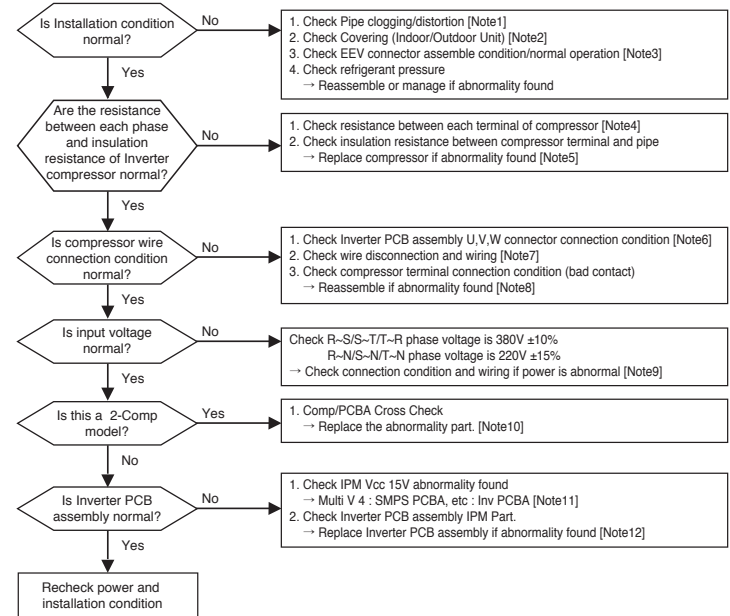 Is Installation condition
normal?
No
1. Check Pipe clogging/distortion [Note1]
2. Check Covering (Indoor/Outdoor Unit) [Note2]
3. Check EEV connector assemble condition/normal operation [Note3]
4. Check refrigerant pressure
→ Reassemble or manage if abnormality found
Yes
Are the resistance
between each phase
and insulation
resistance of Inverter
compressor normal?
No
1. Check resistance between each terminal of compressor [Note4]
2. Check insulation resistance between compressor terminal and pipe
→ Replace compressor if abnormality found [Note5]
Yes
Is compressor wire
connection condition
normal?
No
1. Check Inverter PCB assembly U,V,W connector connection condition [Note6]
2. Check wire disconnection and wiring [Note7]
3. Check compressor terminal connection condition (bad contact)
→ Reassemble if abnormality found [Note8]
Yes
Is input voltage
normal?
No
Check R~S/S~T/T~R phase voltage is 380V ±10%
R~N/S~N/T~N phase voltage is 220V ±15%
→ Check connection condition and wiring if power is abnormal [Note9]
Yes
Is this a 2-Comp
model?
Yes
1. Comp/PCBA Cross Check
→ Replace the abnormality part. [Note10]
No
Is Inverter PCB
assembly normal?
No
1. Check IPM Vcc 15V abnormality found
→ Multi V 4 : SMPS PCBA, etc : Inv PCBA [Note11]
2. Check Inverter PCB assembly IPM Part.
→ Replace Inverter PCB assembly if abnormality found [Note12]
Yes
Recheck power and
installation condition